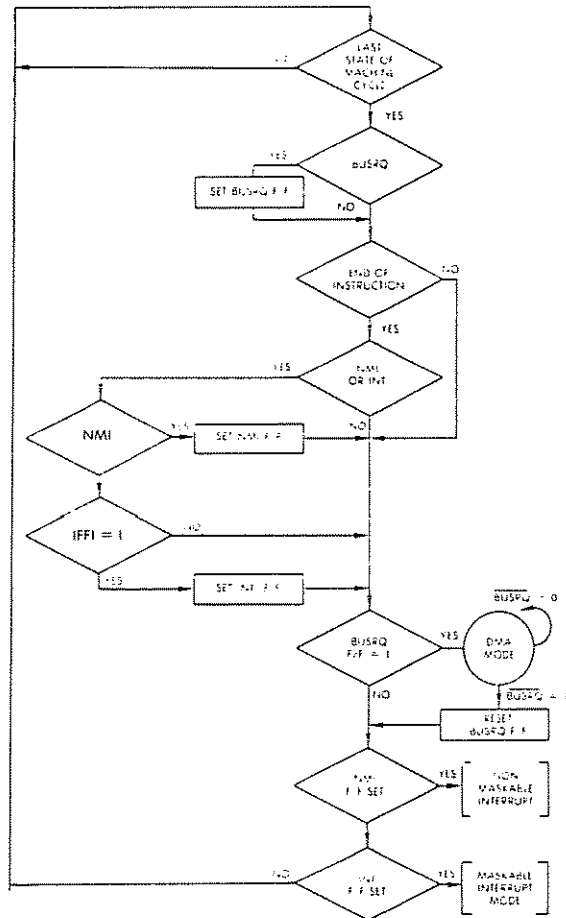 LAST
STATE OF
MACHINE
CYCLE
YES
BUSRQ
YES
SET BUSRQ F/F
NO
END OF
INSTRUCTION
NO
YES
NMI
OR INT
YES
NO
NMI
YES
SET NMI F/F
IFF1 = 1
NO
YES
SET INT F/F
BUSRQ
F/F = 1
YES
DMA
MODE
BUSRQ = 0
NO
BUSRQ = 1
RESET
BUSRQ F/F
NMI
F/F SET
YES
NON
MASKABLE
INTERRUPT
NO
INT
F/F SET
YES
MASKABLE
INTERRUPT
MODE